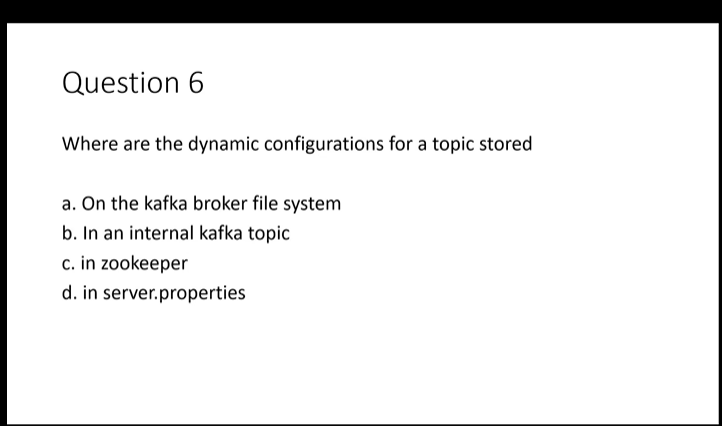 Question 6
Where are the dynamic configurations for a topic stored
a. On the kafka broker file system
b. In an internal kafka topic
c. in zookeeper
d. in server.properties